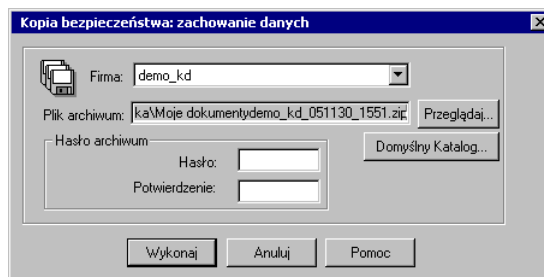 Kopia bezpieczeństwa: zachowanie danych
Firma: demo_kd
Plik archiwum: ka\Moje dokumentydemo_kd_051130_1551.zip Przeglądaj...
Hasło archiwum
Domyślny Katalog...
Hasło:
Potwierdzenie:
Wykonaj Anuluj Pomoc